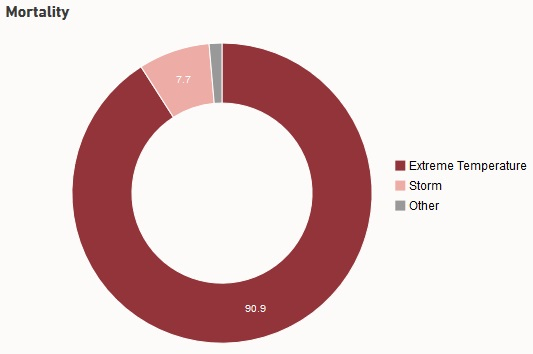 Mortality
7.7
Extreme Temperature
Storm
Other
90.9